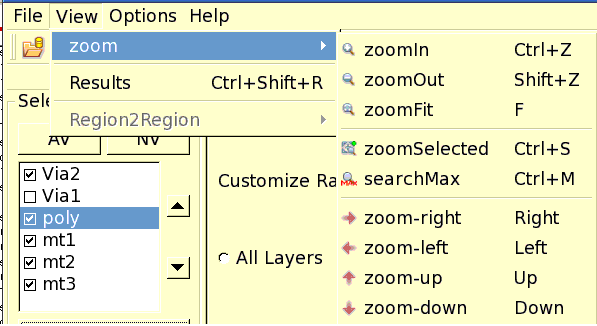 File View Options Help
zoom
Results Ctrl+Shift+R
Region2Region
zoomIn Ctrl+Z
zoomOut Shift+Z
zoomFit F
zoomSelected Ctrl+S
searchMax Ctrl+M
zoom-right Right
zoom-left Left
zoom-up Up
zoom-down Down
Sele
AV NV
Via2
Via1
poly
mt1
mt2
mt3
Customize Ra
All Layers